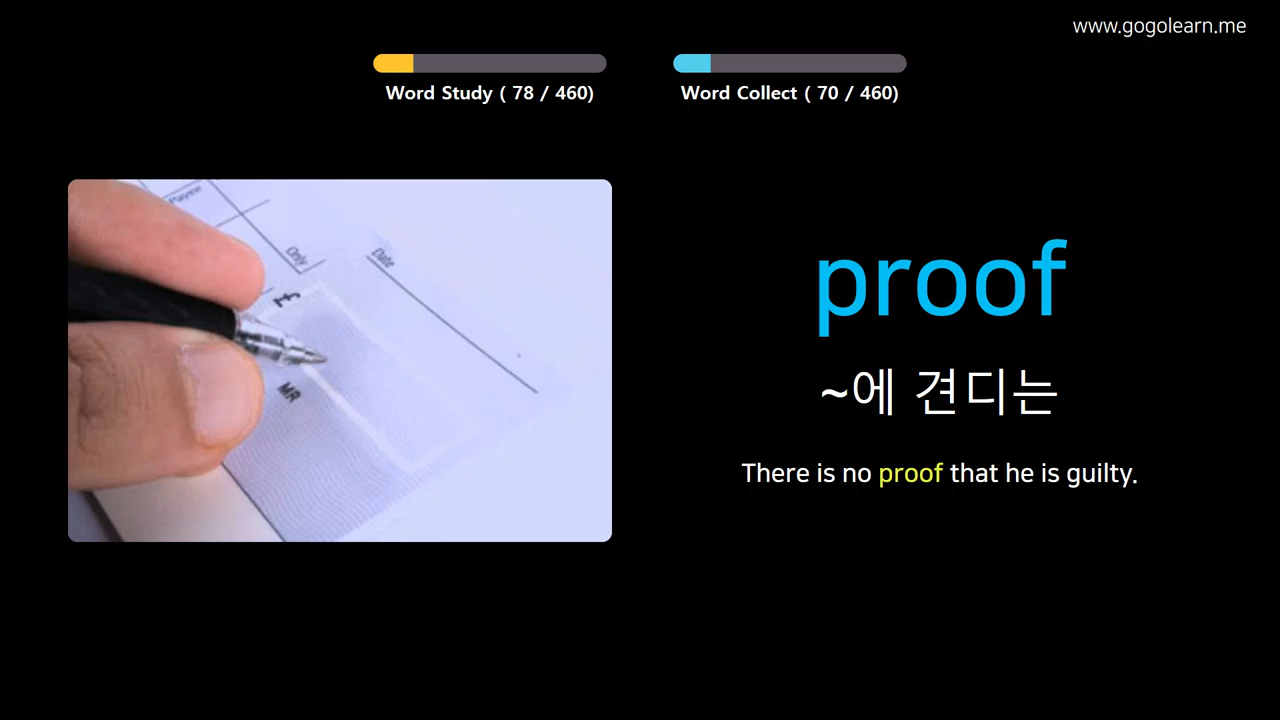 www.gogolearn.me
Word Study ( 78 / 460)
Word Collect ( 70 / 460)
Payeur
Only
Date
£
MR
proof
~에 견디는
There is no proof that he is guilty.